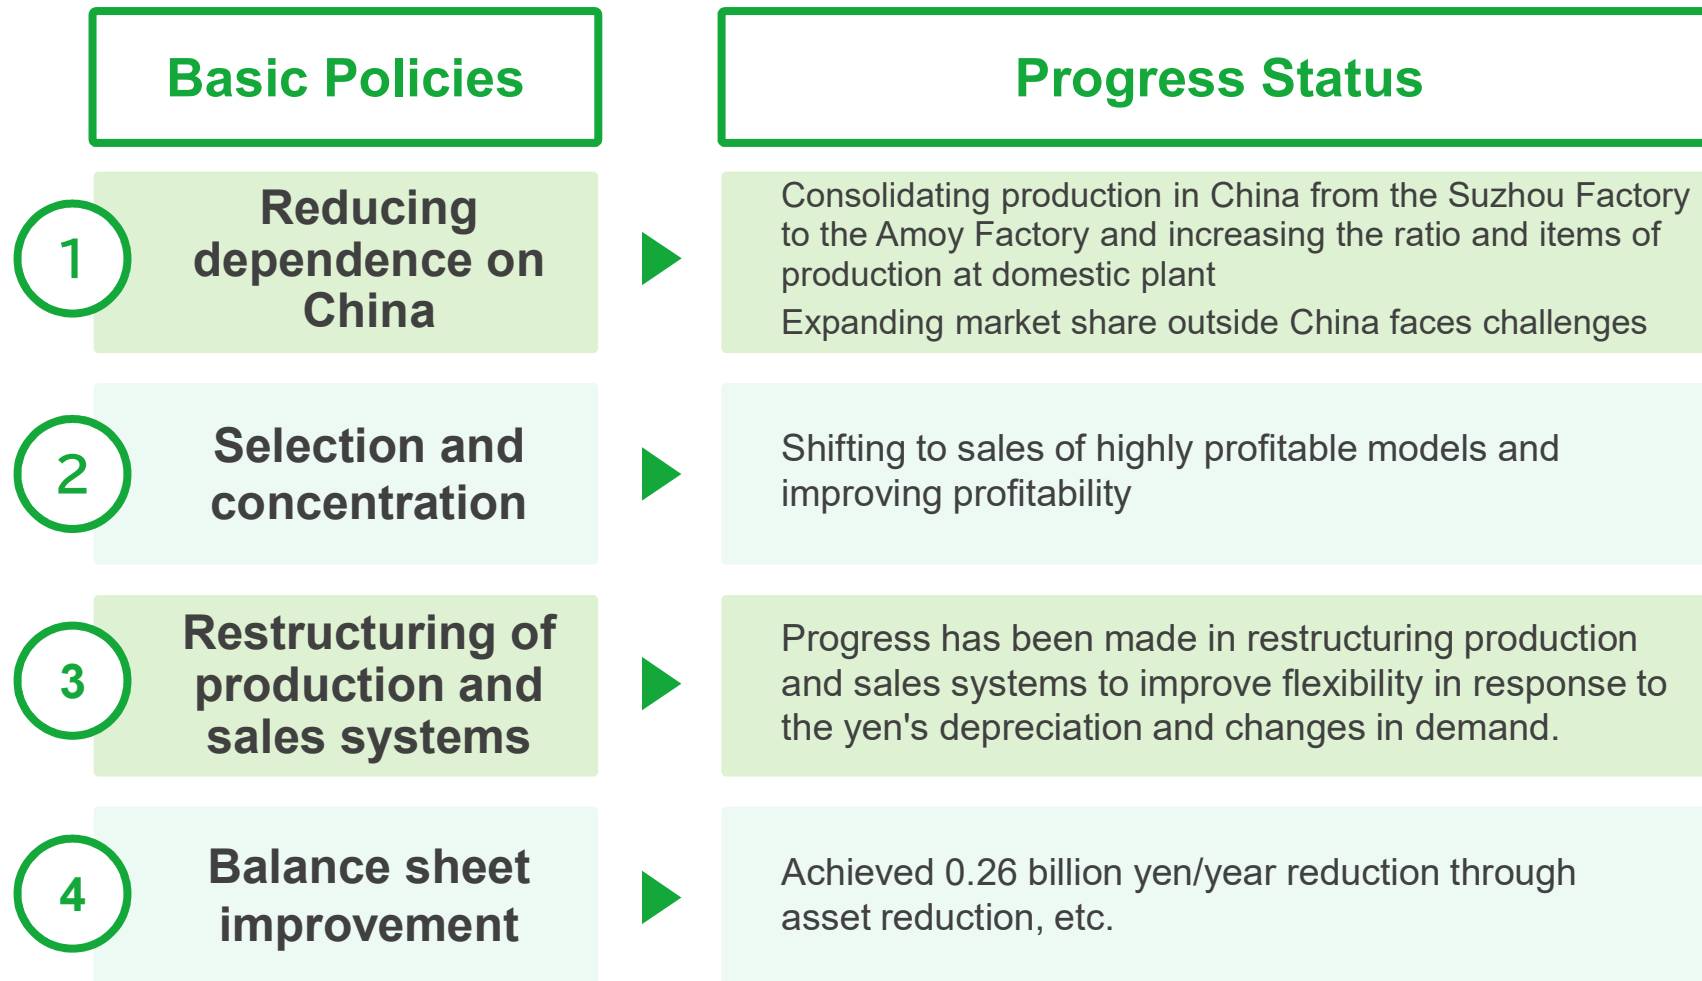 Basic Policies
Progress Status
1
Reducing
dependence on
China
Consolidating production in China from the Suzhou Factory
to the Amoy Factory and increasing the ratio and items of
production at domestic plant
Expanding market share outside China faces challenges
2
Selection and
concentration
Shifting to sales of highly profitable models and
improving profitability
3
Restructuring of
production and
sales systems
Progress has been made in restructuring production
and sales systems to improve flexibility in response to
the yen's depreciation and changes in demand.
4
Balance sheet
improvement
Achieved 0.26 billion yen/year reduction through
asset reduction, etc.